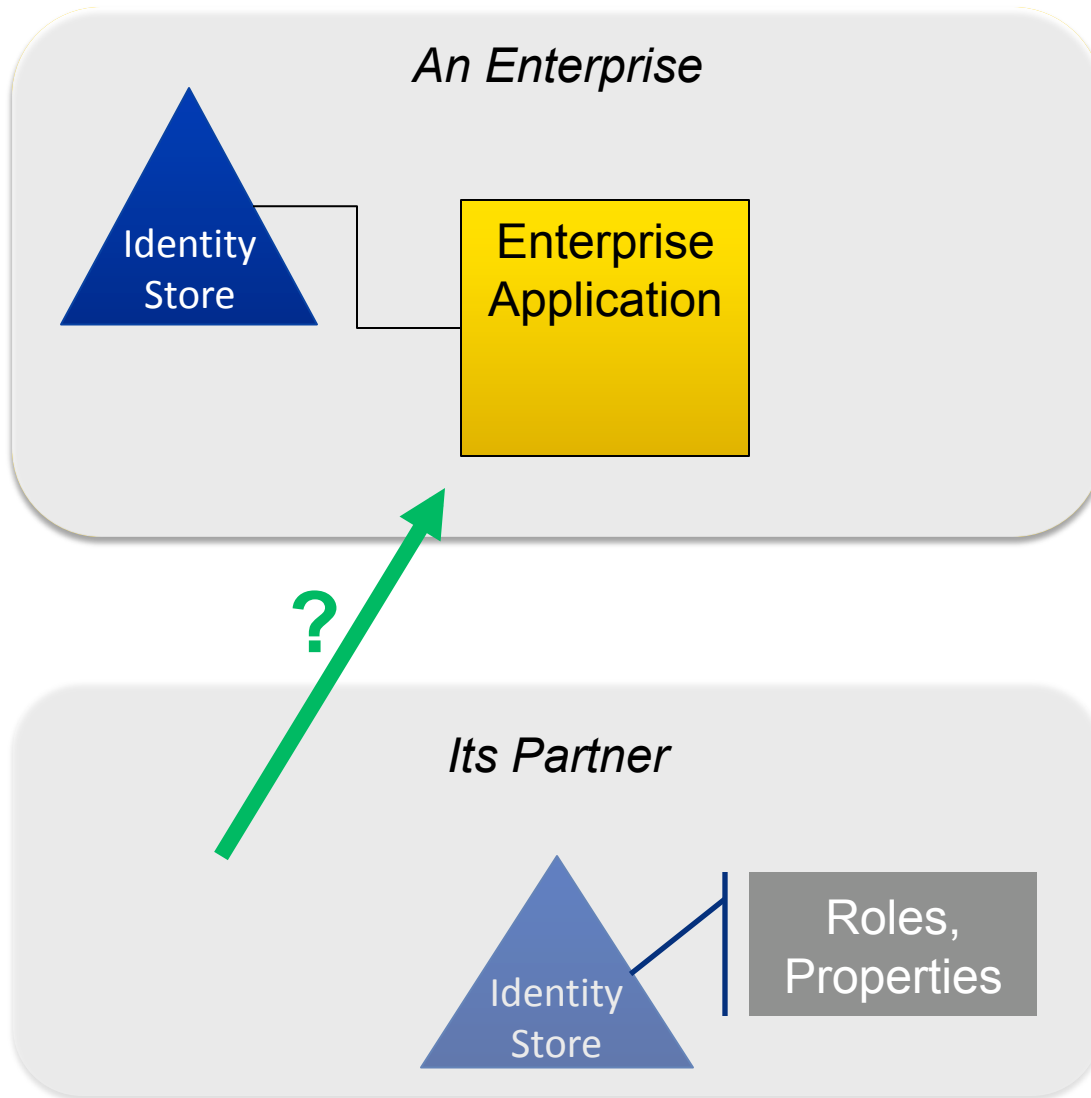 An Enterprise
Identity
Store
Enterprise
Application
?
Its Partner
Identity
Store
Roles,
Properties